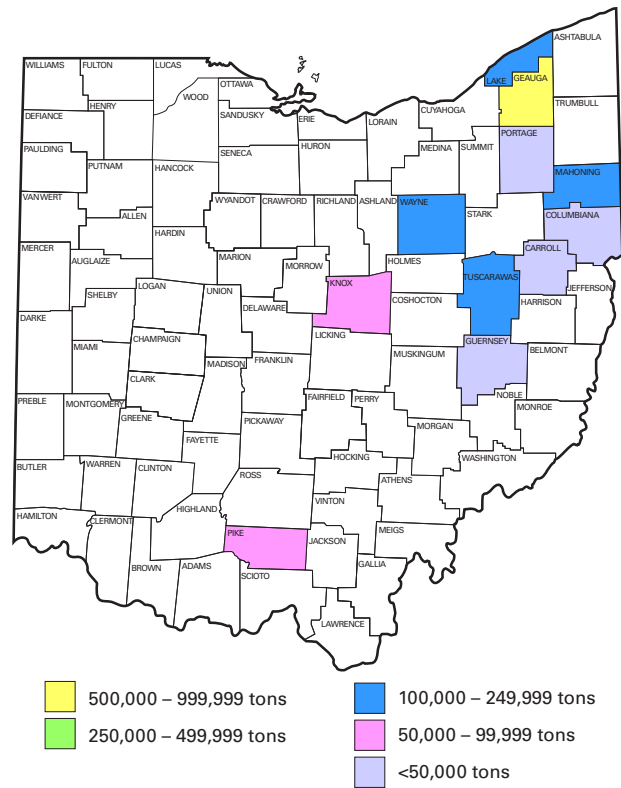 ASHTABULA
WILLIAMS
FULTON
LUCAS
LAKE
GEAUGA
OTTAWA
WOOD
HENRY
CUYAHOGA
TRUMBULL
DEFIANCE
SANDUSKY
ERIE
LORAIN
PORTAGE
PAULDING
SENECA
HURON
MEDINA
SUMMIT
PUTNAM
HANCOCK
MAHONING
VAN WERT
WYANDOT
CRAWFORD
RICHLAND
ASHLAND
WAYNE
STARK
ALLEN
COLUMBIANA
HARDIN
MERCER
CARROLL
MARION
AUGLAIZE
HOLMES
MORROW
TUSCARAWAS
KNOX
LOGAN
UNION
JEFFERSON
SHELBY
COSHOCTON
HARRISON
DELAWARE
DARKE
LICKING
CHAMPAIGN
GUERNSEY
MIAMI
MUSKINGUM
BELMONT
FRANKLIN
MADISON
CLARK
NOBLE
PREBLE
MONTGOMERY
FAIRFIELD
PERRY
MONROE
GREENE
PICKAWAY
MORGAN
FAYETTE
HOCKING
WASHINGTON
BUTLER
WARREN
CLINTON
ROSS
ATHENS
VINTON
HIGHLAND
HAMILTON
CLERMONT
MEIGS
PIKE
JACKSON
GALLIA
BROWN
ADAMS
SCIOTO
LAWRENCE
500,000 – 999,999 tons
250,000 – 499,999 tons
100,000 – 249,999 tons
50,000 – 99,999 tons
<50,000 tons